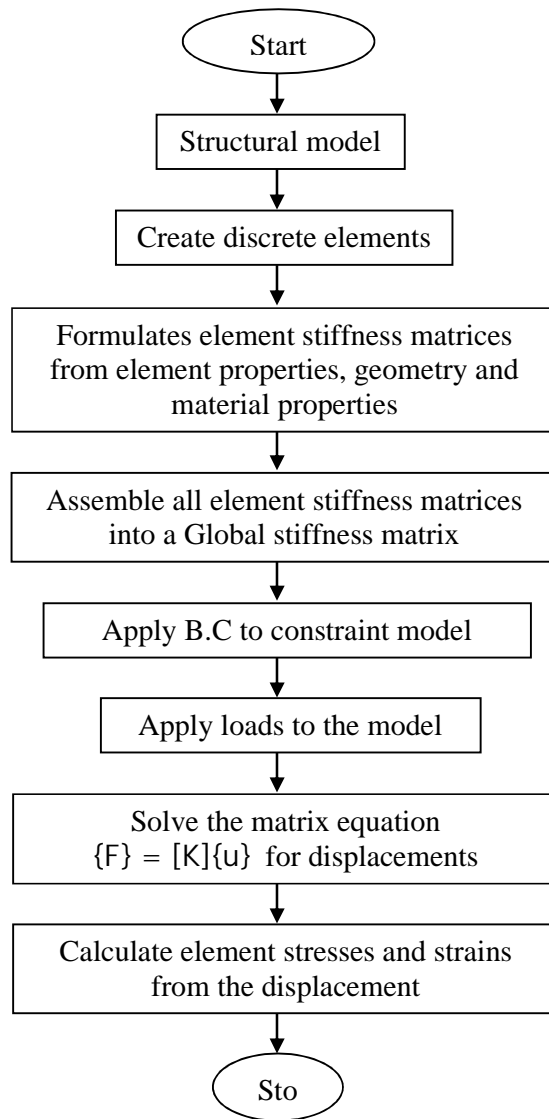 Start
Structural model
Create discrete elements
Formulates element stiffness matrices
from element properties, geometry and
material properties
Assemble all element stiffness matrices
into a Global stiffness matrix
Apply B.C to constraint model
Apply loads to the model
Solve the matrix equation
{F} = [K]{u} for displacements
Calculate element stresses and strains
from the displacement
Sto